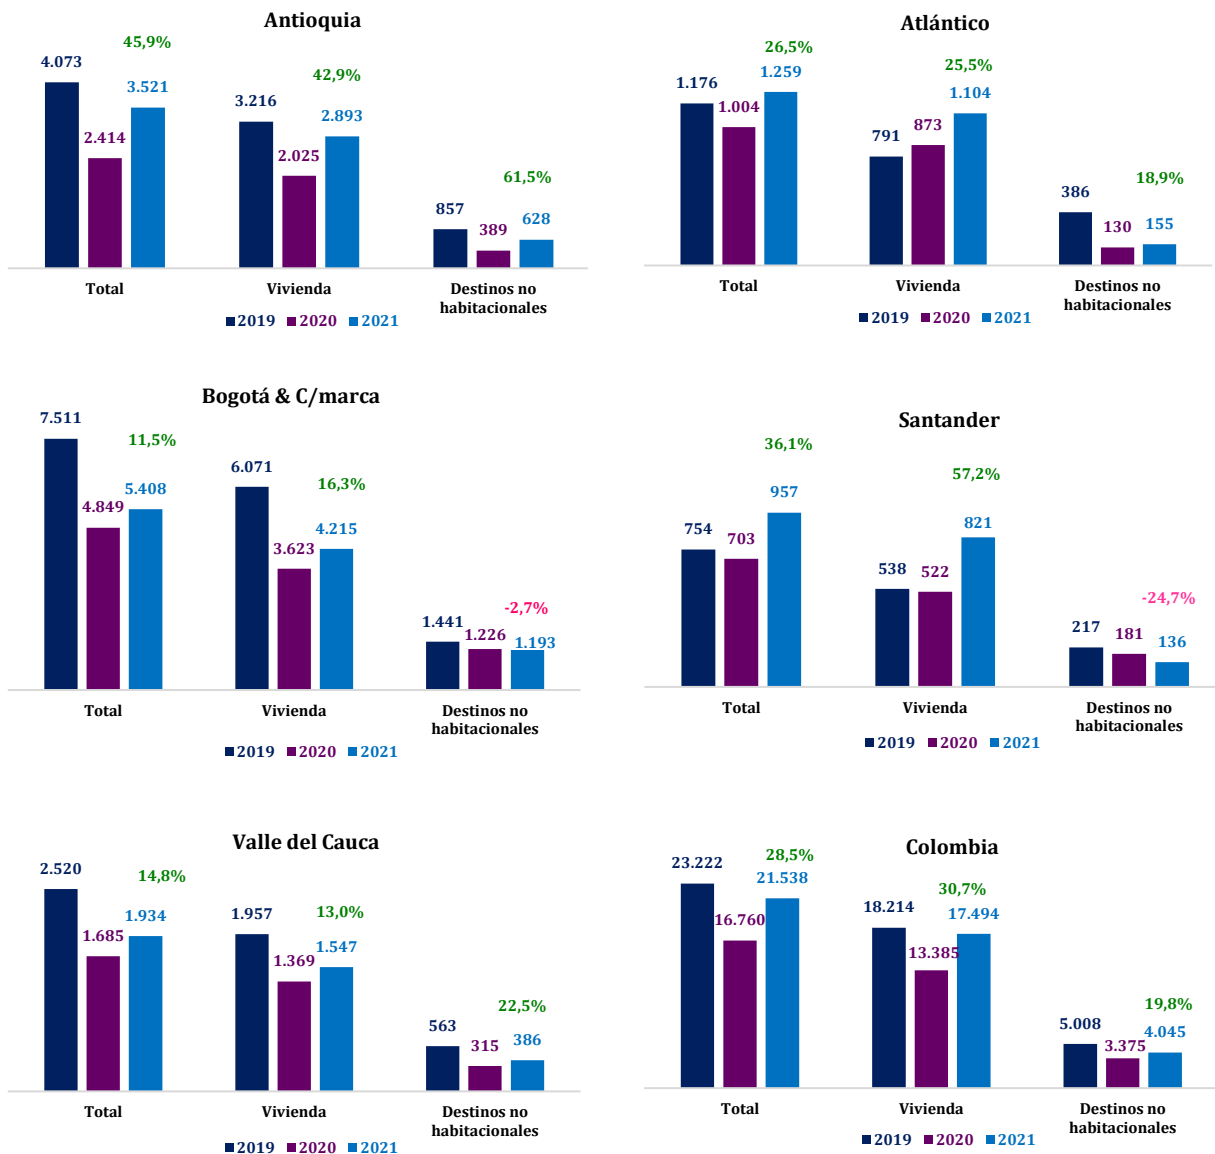 Antioquia
45,9%
4.073
3.521
2.414
42,9%
3.216
2.893
2.025
61,5%
857
628
389
Total
Vivienda
Destinos no
habitacionales
2019 2020 2021
Atlántico
26,5%
1.259
1.176
1.004
25,5%
1.104
873
791
18,9%
386
130
155
Total
Vivienda
Destinos no
habitacionales
2019 2020 2021
Bogotá & C/marca
7.511
11,5%
4.849
5.408
6.071
16,3%
3.623
4.215
-2,7%
1.441
1.226
1.193
Total
Vivienda
Destinos no
habitacionales
2019 2020 2021
Santander
36,1%
957
754
703
57,2%
821
538
522
-24,7%
217
181
136
Total
Vivienda
Destinos no
habitacionales
2019 2020 2021
Valle del Cauca
2.520
14,8%
1.934
1.685
1.957
13,0%
1.547
1.369
22,5%
563
315
386
Total
Vivienda
Destinos no
habitacionales
2019 2020 2021
Colombia
23.222
28,5%
21.538
16.760
30,7%
18.214
17.494
13.385
19,8%
5.008
3.375
4.045
Total
Vivienda
Destinos no
habitacionales
2019 2020 2021